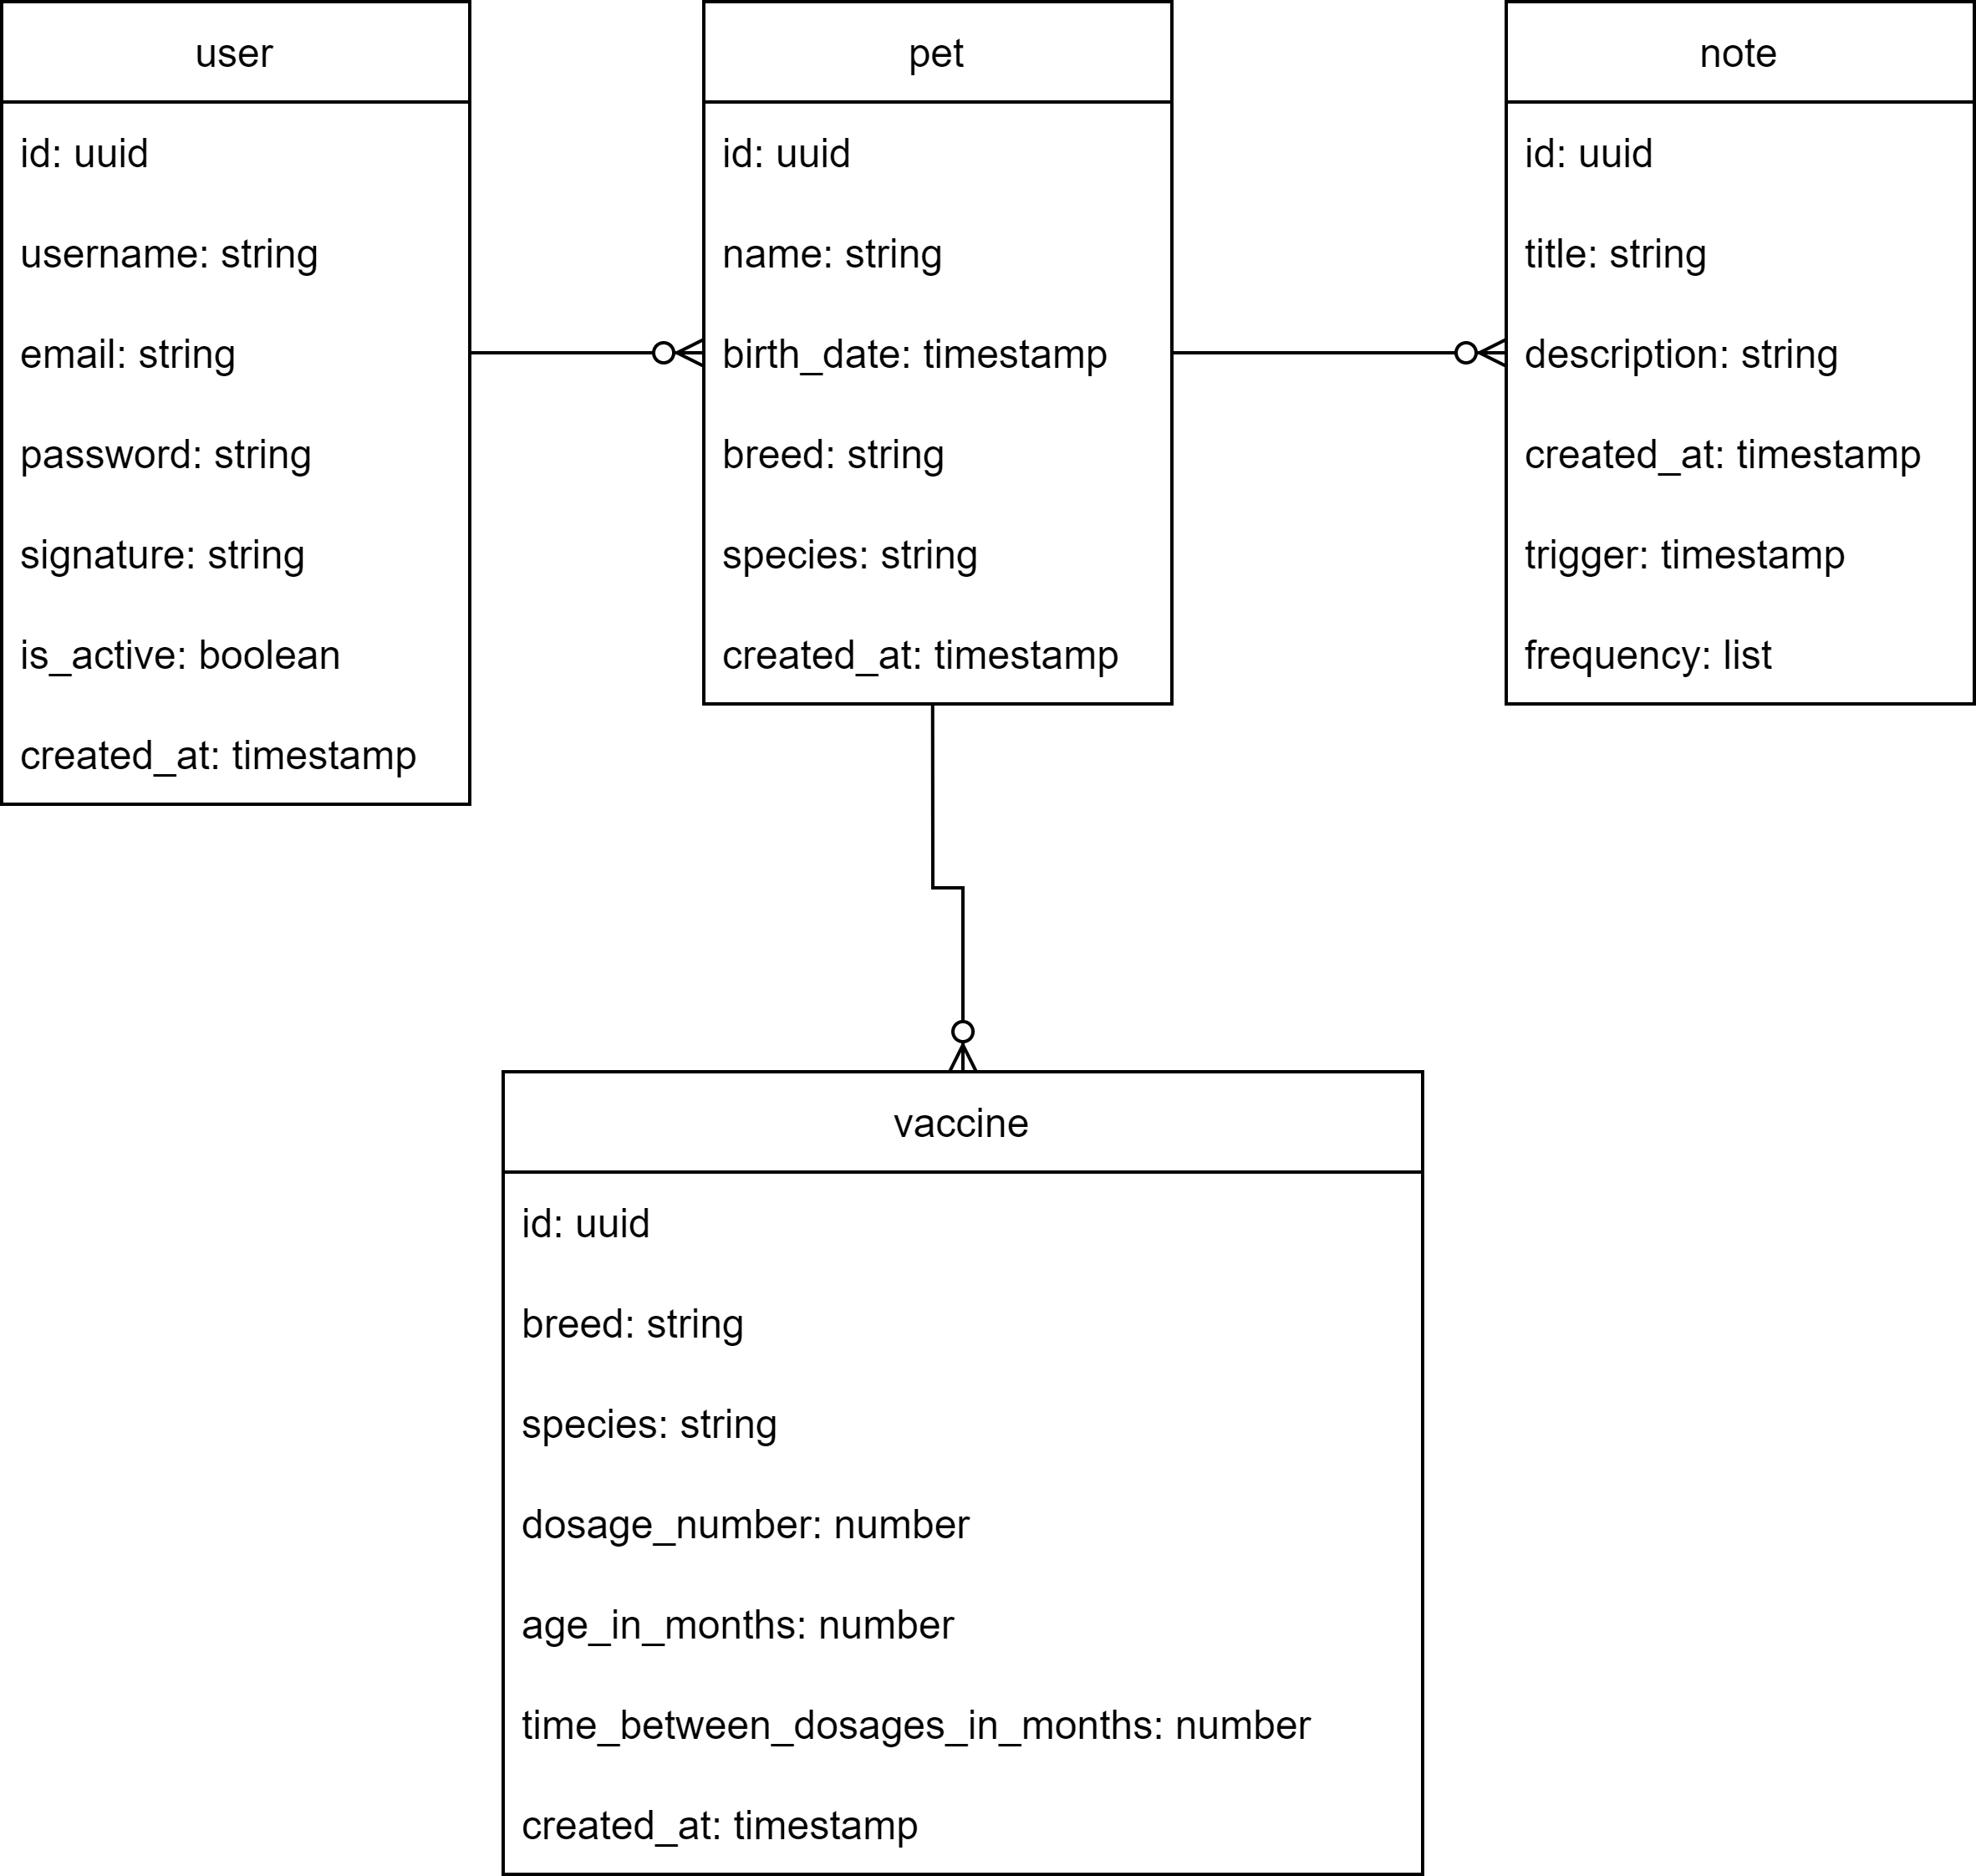 user
id: uuid
username: string
email: string
password: string
signature: string
is_active: boolean
created_at: timestamp
pet
id: uuid
name: string
birth_date: timestamp
breed: string
species: string
created_at: timestamp
note
id: uuid
title: string
description: string
created_at: timestamp
trigger: timestamp
frequency: list
vaccine
id: uuid
breed: string
species: string
dosage_number: number
age_in_months: number
time_between_dosages_in_months: number
created_at: timestamp